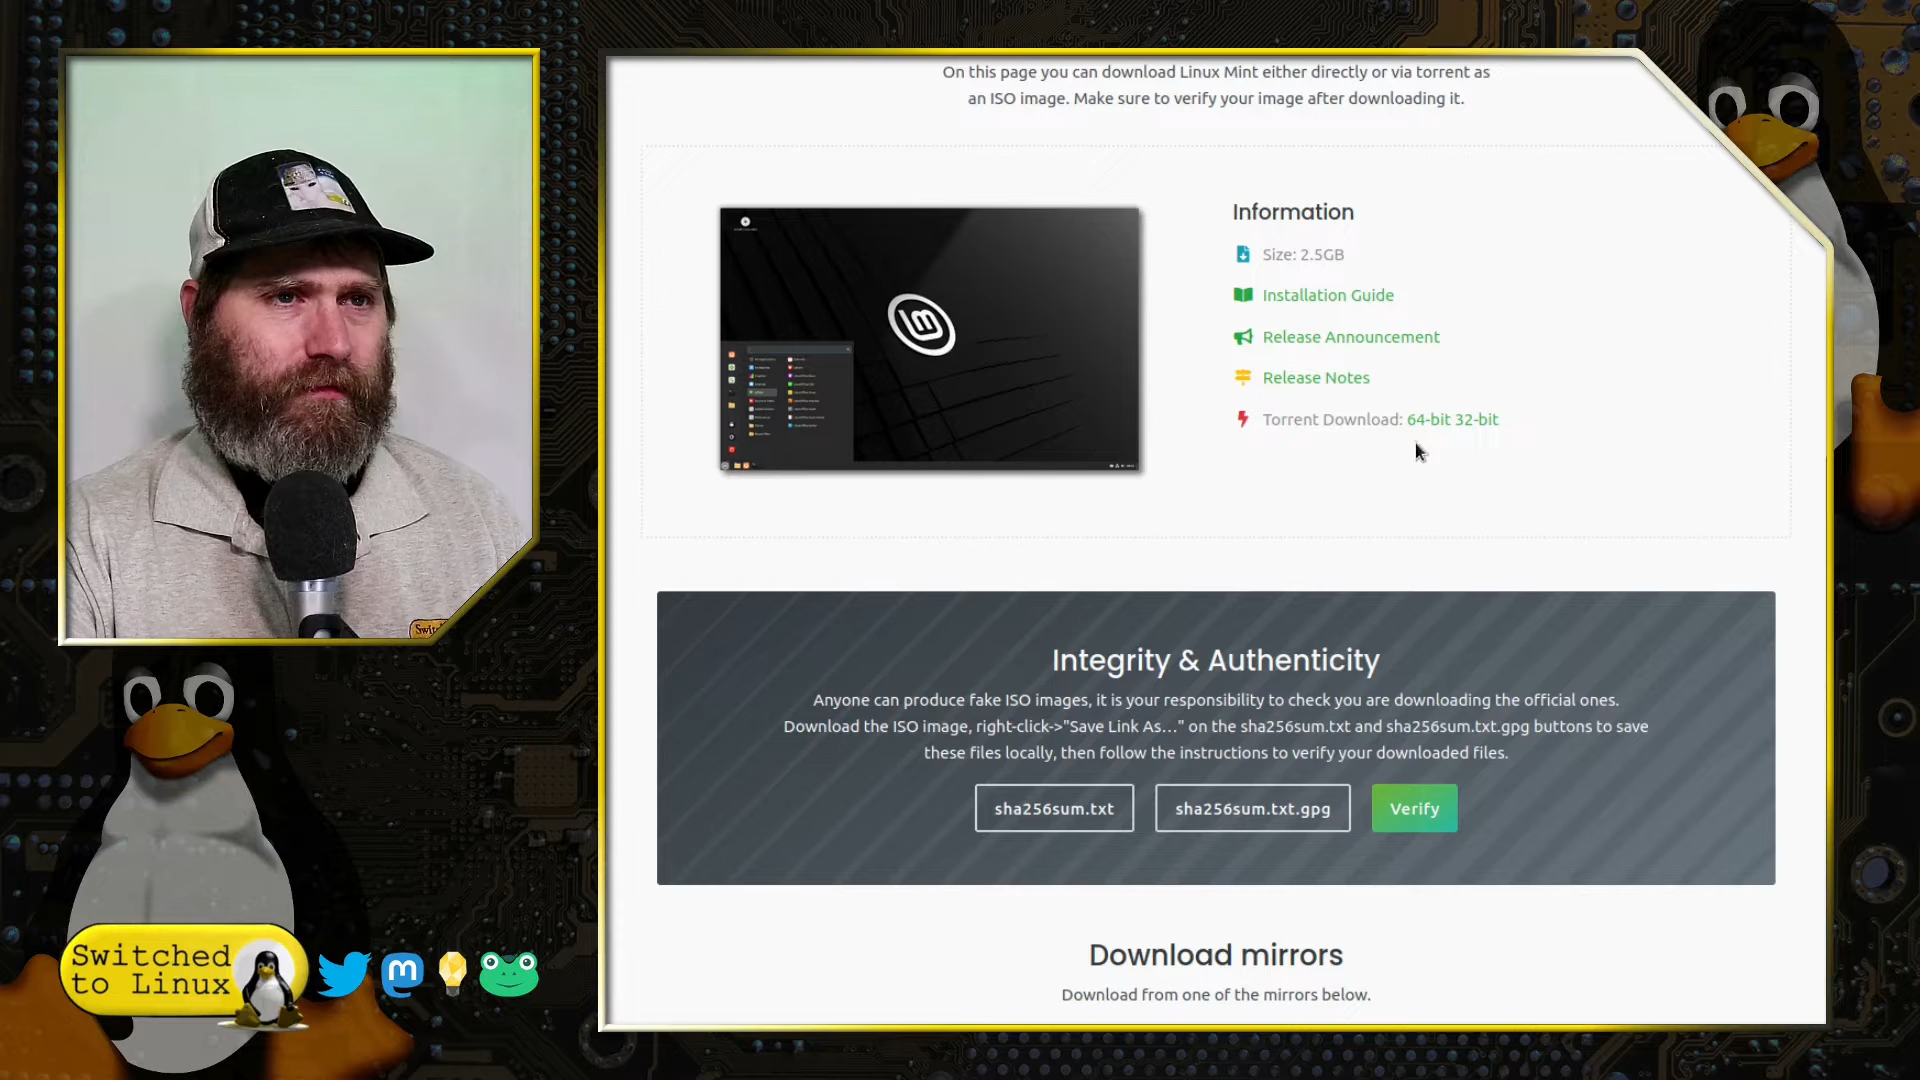 On this page you can download Linux Mint either directly or via torrent as
an ISO image. Make sure to verify your image after downloading it.
Information
Size: 2.5GB
Installation Guide
Release Announcement
Release Notes
Torrent Download: 64-bit 32-bit
Integrity & Authenticity
Anyone can produce fake ISO images, it is your responsibility to check you are downloading the official ones.
Download the ISO image, right-click->"Save Link As..." on the sha256sum.txt and sha256sum.txt.gpg buttons to save
these files locally, then follow the instructions to verify your downloaded files.
sha256sum.txt
sha256sum.txt.gpg
Verify
Download mirrors
Download from one of the mirrors below.
Switched
to Linux